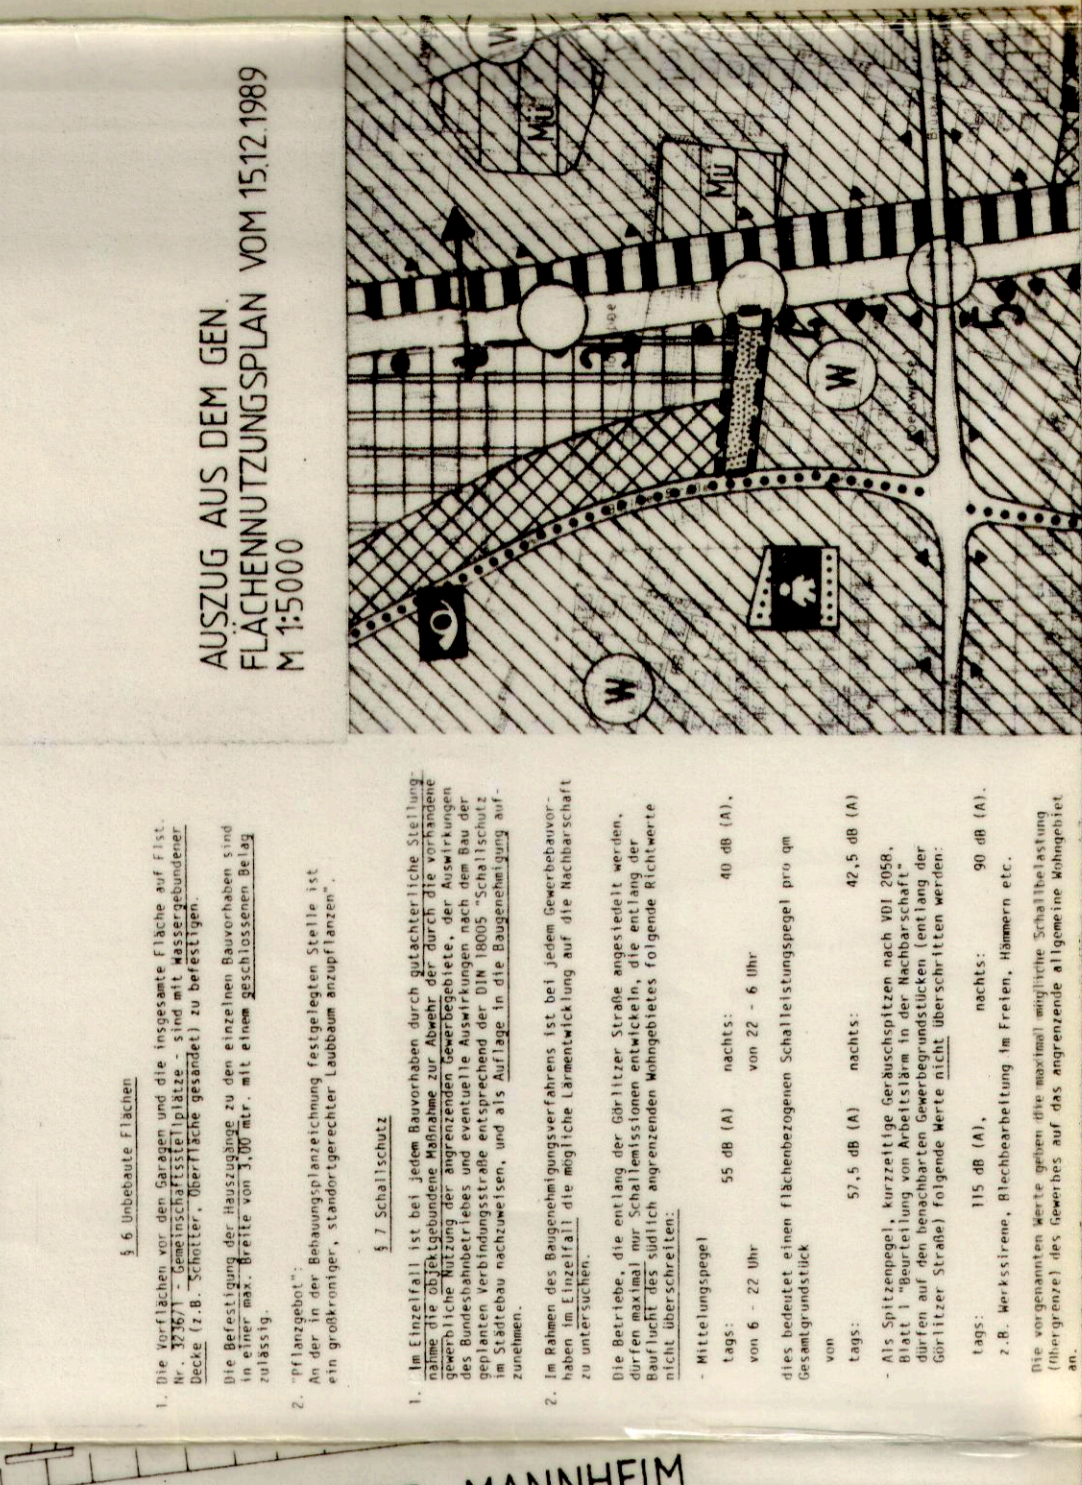 § 6 Unbebaute Flächen
1. Die Vorflächen vor den Garagen und die insgesamte Fläche auf Flst.
Nr. 3236/1 - Gemeinschaftsstellplätze - sind mit Wassergebundener
Decke (z.B. Schotter, Oberfläche gesandet) zu befestigen.
Die Befestigung der Hauszugänge zu den einzelnen Bauvorhaben sind
in einer max. Breite von 3,00 mtr. mit einem geschlossenen Belag
zulässig.
2. "Pflanzgebot":
An der in der Bebauungsplanzeichnung festgelegten Stelle ist
ein großkroniger, standortgerechter Laubbaum anzupflanzen".
§ 7 Schallschutz
1. Im Einzelfall ist bei jedem Bauvorhaben durch gutachterliche Stellung-
nahme die objektgebundene Maßnahme zur Abwehr der durch die vorhandene
gewerbliche Nutzung der angrenzenden Gewerbegebiete, der Auswirkungen
des Bundesbahnbetriebes und eventuelle Auswirkungen nach dem Bau der
geplanten Verbindungsstraße entsprechend der DIN 18005 "Schallschutz
im Städtebau nachzuweisen, und als Auflage in die Baugenehmigung auf-
zunehmen.
2. Im Rahmen des Baugenehmigungsverfahrens ist bei jedem Gewerbebauvor-
haben im Einzelfall die mögliche Lärmentwicklung auf die Nachbarschaft
zu untersuchen.
Die Betriebe, die entlang der Görlitzer Straße angesiedelt werden,
dürfen maximal nur Schallemissionen entwickeln, die entlang der
Bauflucht des südlich angrenzenden Wohngebietes folgende Richtwerte
nicht überschreiten:
- Mittelungspegel
tags: 55 dB (A) nachts: 40 dB (A),
von 6 - 22 Uhr von 22 - 6 Uhr
dies bedeutet einen flächenbezogenen Schalleistungspegel pro qm
Gesamtgrundstück
von
tags: 57,5 dB (A) nachts: 42,5 dB (A)
- Als Spitzenpegel, kurzzeitige Geräuschspitzen nach VDI 2058,
Blatt 1 "Beurteilung von Arbeitslärm in der Nachbarschaft"
dürfen auf den benachbarten Gewerbegrundstücken (entlang der
Görlitzer Straße) folgende Werte nicht überschritten werden:
tags: 115 dB (A), nachts: 90 dB (A).
z.B. Werkssirene, Blechbearbeitung im Freien, Hämmern etc.
Die vorgenannten Werte geben die maximal mögliche Schallbelastung
(Obergrenze) des Gewerbes auf das angrenzende allgemeine Wohngebiet
an.
AUSZUG AUS DEM GEN.
FLÄCHENNUTZUNGSPLAN VOM 15.12.1989
M 1:5000
W
MÜ
MÜ
3
4
5
W
W
MANNHEIM